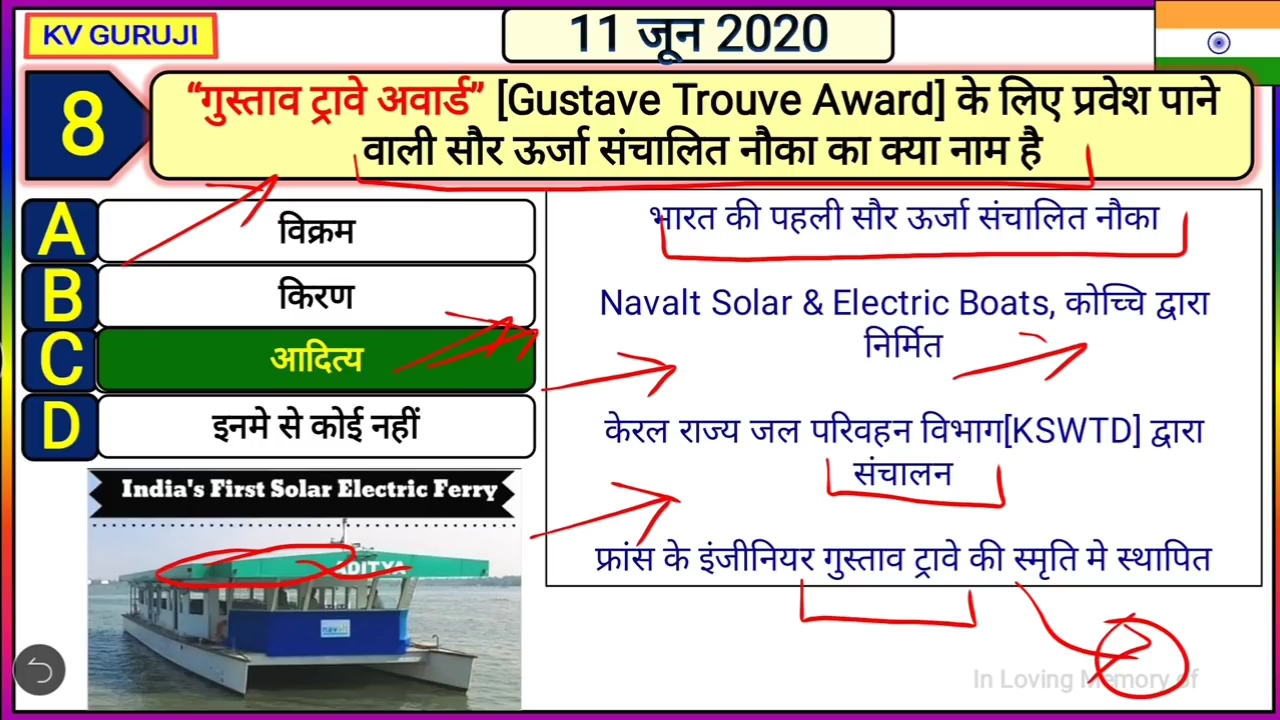 KV GURUJI
11 जून 2020
8
“गुस्ताव ट्रावे अवार्ड” [Gustave Trouve Award] के लिए प्रवेश पाने
वाली सौर ऊर्जा संचालित नौका का क्या नाम है
A विक्रम
B किरण
C आदित्य
D इनमे से कोई नहीं
भारत की पहली सौर ऊर्जा संचालित नौका
Navalt Solar & Electric Boats, कोच्चि द्वारा
निर्मित
केरल राज्य जल परिवहन विभाग[KSWTD] द्वारा
संचालन
फ्रांस के इंजीनियर गुस्ताव ट्रावे की स्मृति मे स्थापित
India's First Solar Electric Ferry
ADITYA
navalt
In Loving Memory of